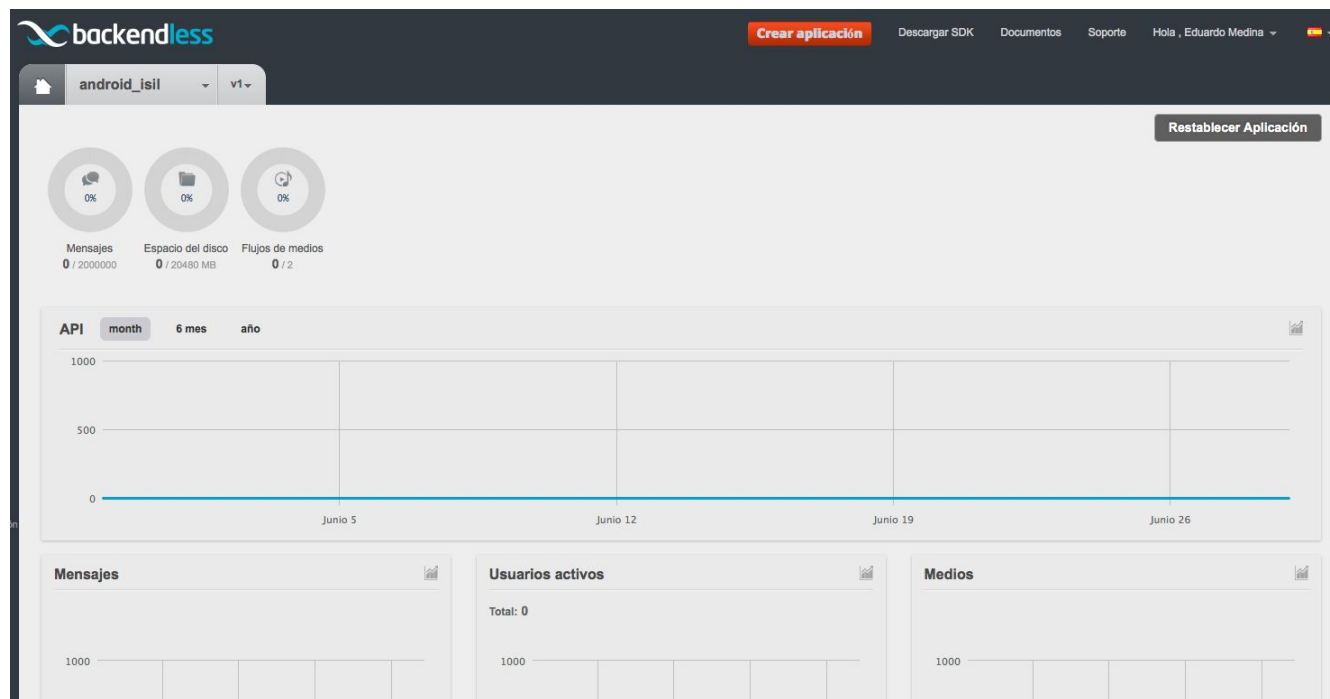 backendless
Crear aplicación
Descargar SDK
Documentos
Soporte
Hola , Eduardo Medina
android_isil
v1
Restablecer Aplicación
0%
0%
0%
Mensajes
Espacio del disco
Flujos de medios
0 / 2000000
0 / 20480 MB
0 / 2
API
month
6 mes
año
1000
500
0
Junio 5
Junio 12
Junio 19
Junio 26
Mensajes
Usuarios activos
Medios
Total: 0
1000
1000
1000